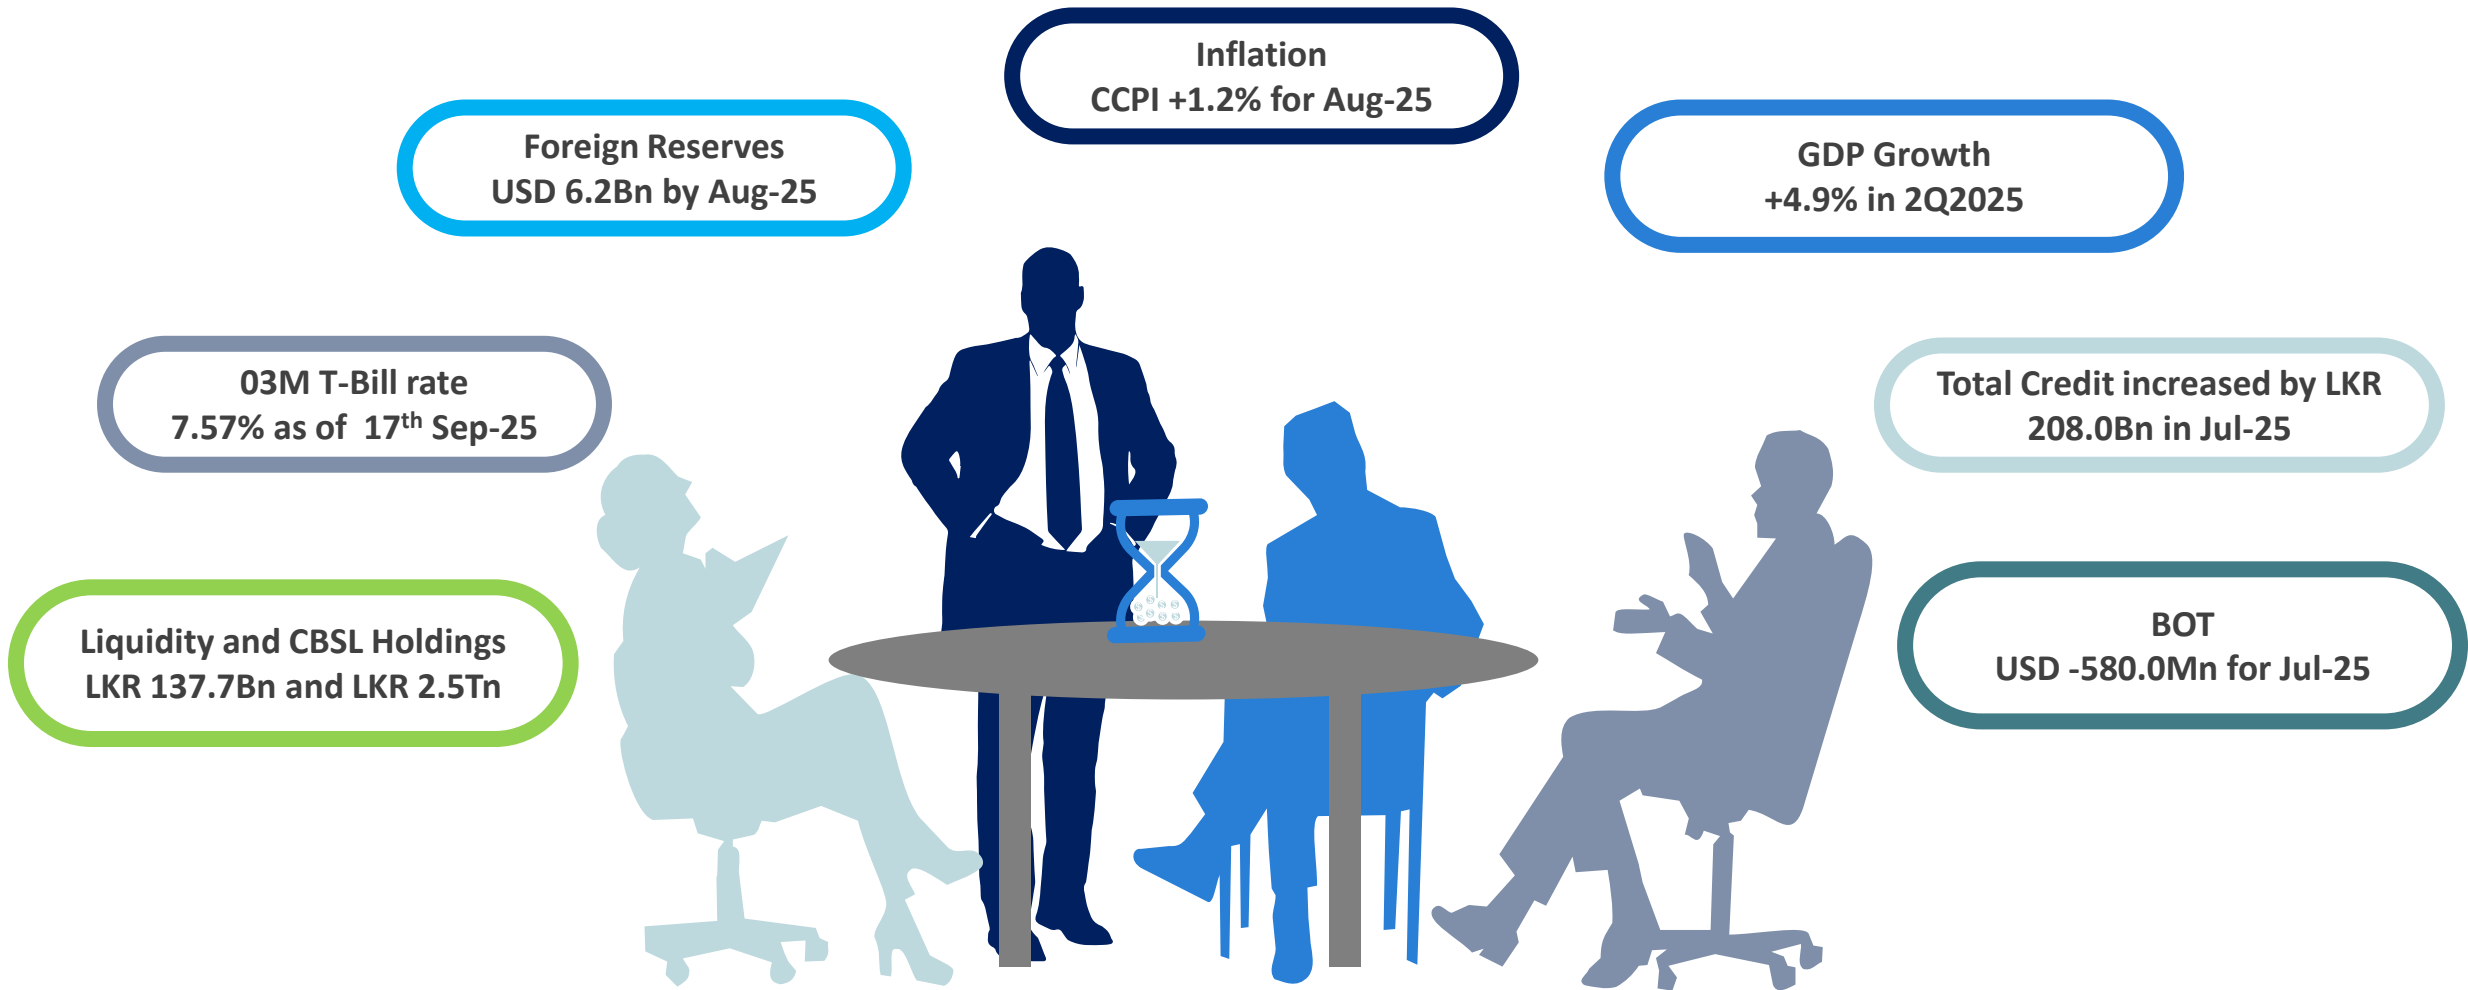 Inflation
CCPI +1.2% for Aug-25
Foreign Reserves
USD 6.2Bn by Aug-25
GDP Growth
+4.9% in 2Q2025
03M T-Bill rate
7.57% as of 17th Sep-25
Total Credit increased by LKR
208.0Bn in Jul-25
Liquidity and CBSL Holdings
LKR 137.7Bn and LKR 2.5Tn
BOT
USD -580.0Mn for Jul-25